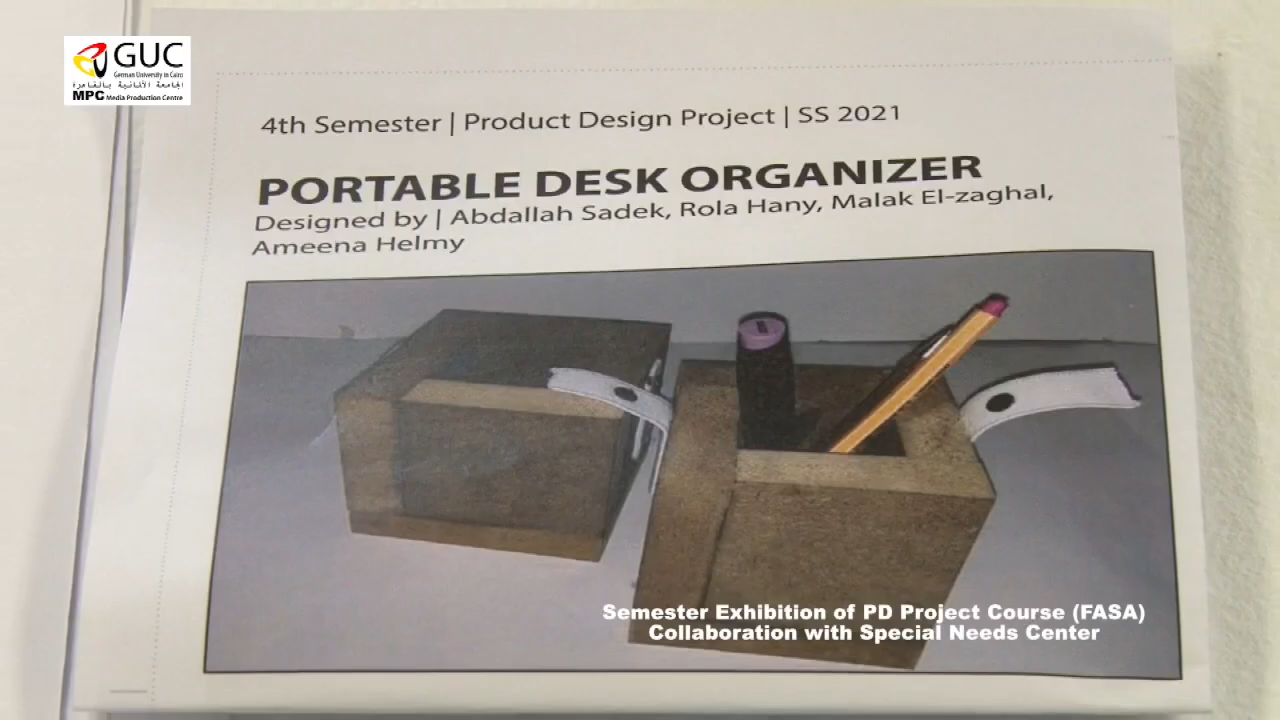 GUC
German University in Cairo
الجامعة الألمانية بالقاهرة
MPC Media Production Centre
4th Semester | Product Design Project | SS 2021
PORTABLE DESK ORGANIZER
Designed by | Abdallah Sadek, Rola Hany, Malak El-zaghal,
Ameena Helmy
Semester Exhibition of PD Project Course (FASA)
Collaboration with Special Needs Center